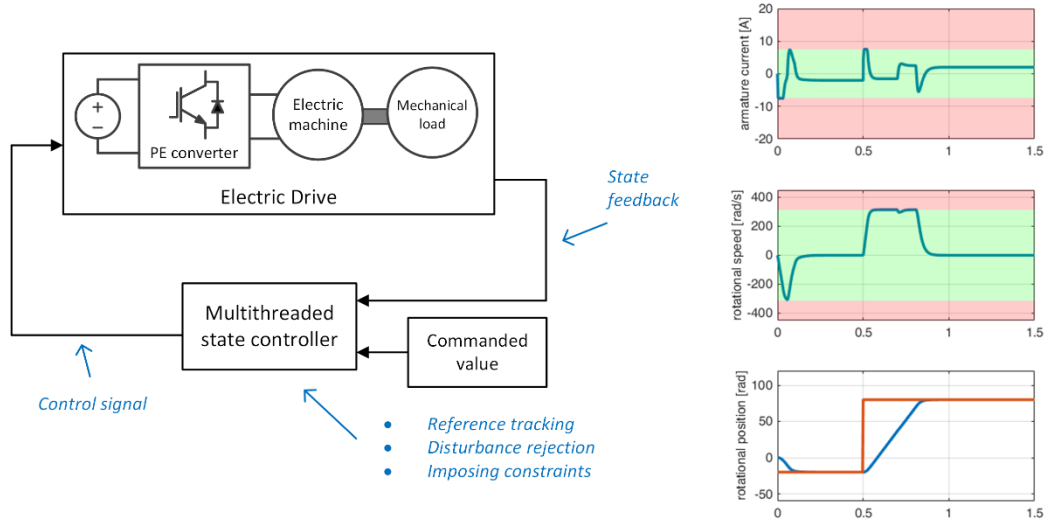 PE converter
Electric
machine
Mechanical
load
Electric Drive
State
feedback
Multithreaded
state controller
Commanded
value
Control signal
● Reference tracking
● Disturbance rejection
● Imposing constraints
armature current [A]
20
10
0
-10
-20
0
0.5
1
1.5
rotational speed [rad/s]
400
200
0
-200
-400
0
0.5
1
1.5
rotational position [rad]
100
50
0
-50
0
0.5
1
1.5